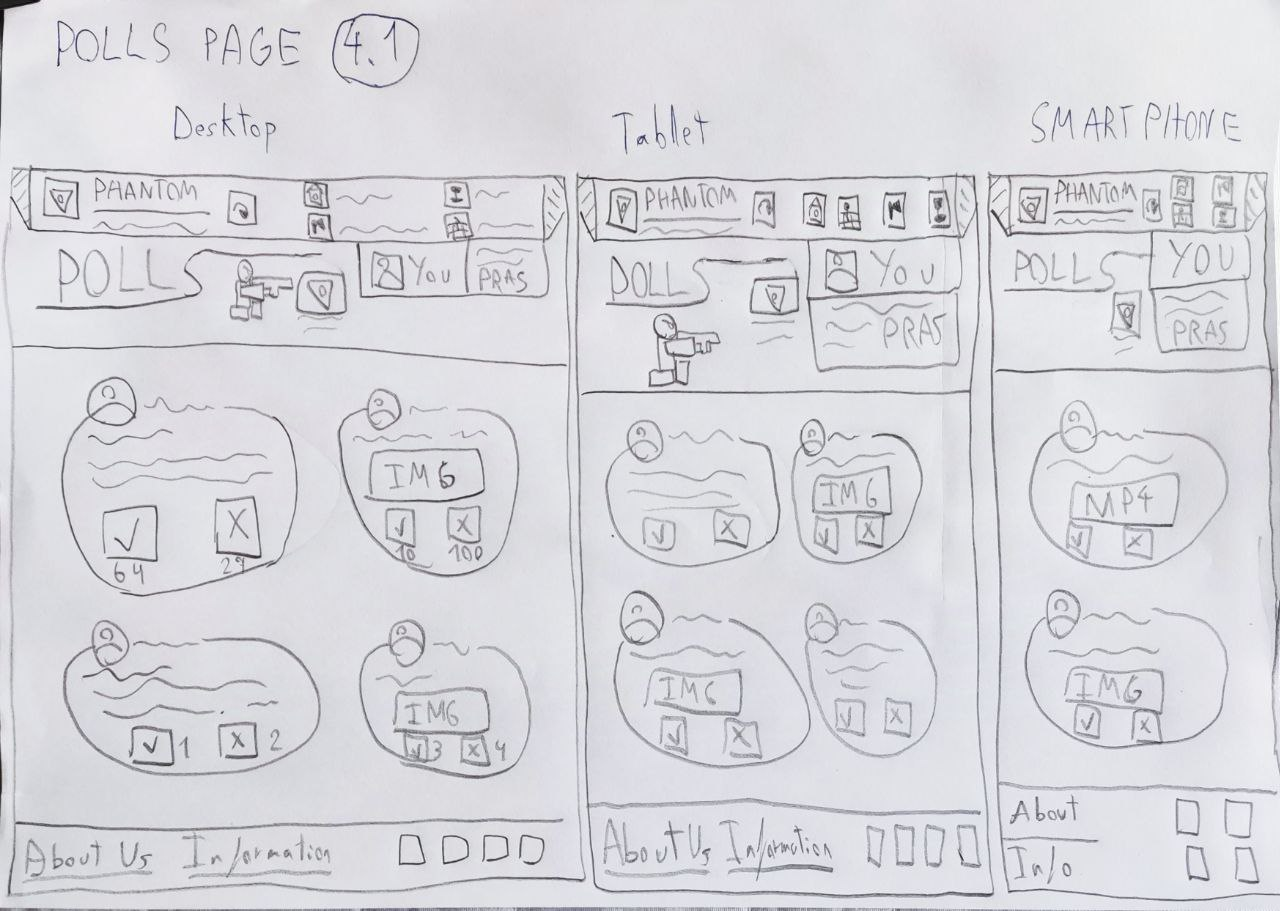 POLLS PAGE 4.1
Desktop
PHANTOM
POLLS
YOU
PRAS
IMG
64
10
100
IMG
1
2
3
4
About Us Information
Tablet
PHANTOM
POLLS
YOU
PRAS
IMG
IMG
About Us Information
SMARTPHONE
PHANTOM
POLLS
YOU
PRAS
MP4
IMG
About
Info